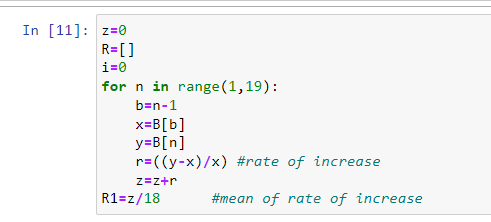 In [11]: z=0
R=[]
i=0
for n in range(1,19):
    b=n-1
    x=B[b]
    y=B[n]
    r=((y-x)/x) #rate of increase
    z=z+r
R1=z/18      #mean of rate of increase